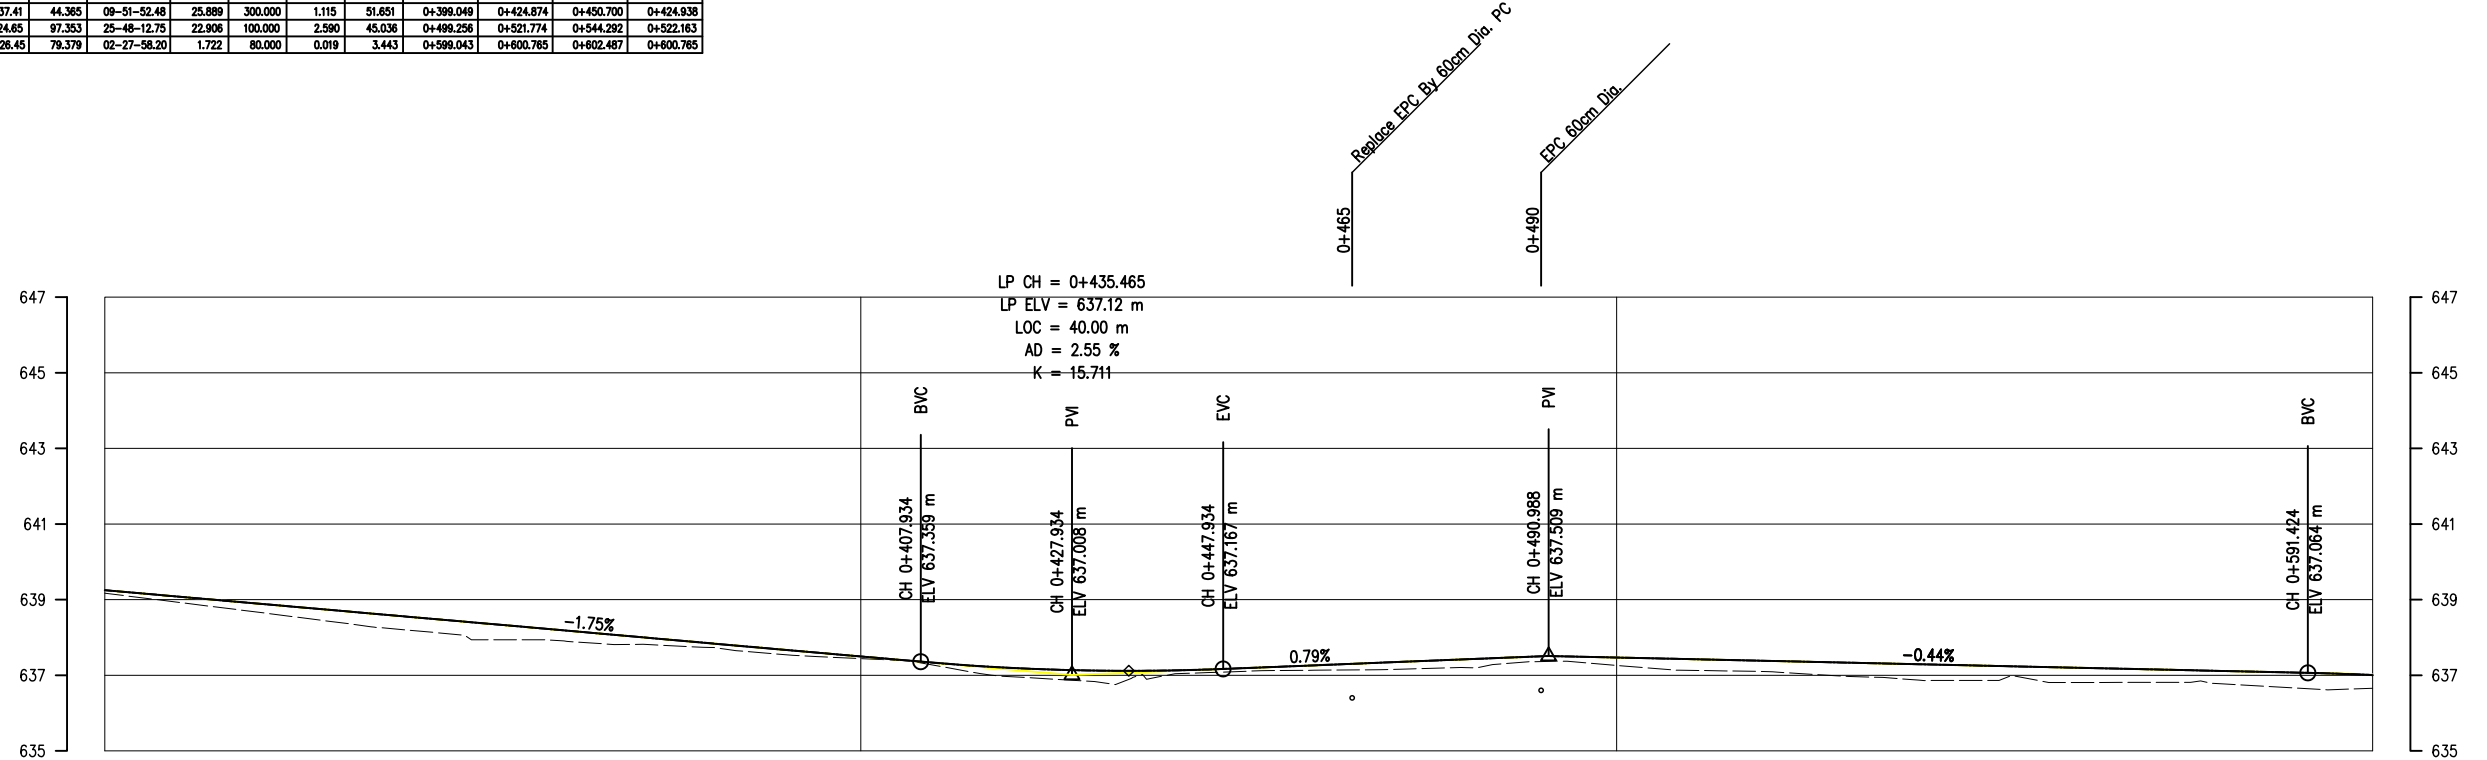 37.41 44.365 09-51-52.48 25.889 300.000 1.115 51.651 0+399.049 0+424.874 0+450.700 0+424.938
24.65 97.353 25-48-12.75 22.906 100.000 2.590 45.036 0+499.256 0+521.774 0+544.292 0+522.163
26.45 79.379 02-27-58.20 1.722 80.000 0.019 3.443 0+599.043 0+600.765 0+602.487 0+600.765
Replace EPC By 60cm Dia. PC
EPC 60cm Dia.
0+465
0+490
LP CH = 0+435.465
LP ELV = 637.12 m
LOC = 40.00 m
AD = 2.55 %
K = 15.711
647
645
643
641
639
637
635
BVC
CH 0+407.934
ELV 637.359 m
PVI
CH 0+427.934
ELV 637.008 m
EVC
CH 0+447.934
ELV 637.167 m
PVI
CH 0+490.988
ELV 637.509 m
BVC
CH 0+591.424
ELV 637.064 m
-1.75%
0.79%
-0.44%
647
645
643
641
639
637
635